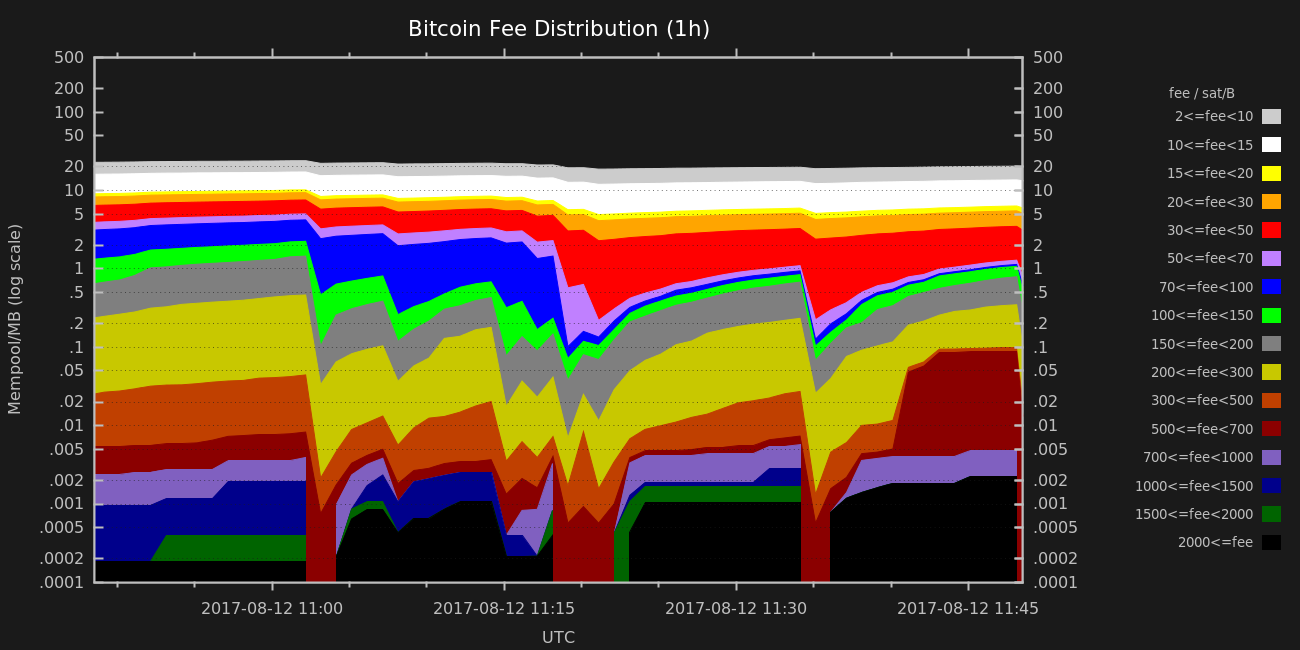 Bitcoin Fee Distribution (1h)
500 500
200 200
100 100
50 50
20 20
10 10
5 5
2 2
1 1
.5 .5
.2 .2
.1 .1
.05 .05
.02 .02
.01 .01
.005 .005
.002 .002
.001 .001
.0005 .0005
.0002 .0002
.0001 .0001
Mempool/MB (log scale)
2017-08-12 11:00 2017-08-12 11:15 2017-08-12 11:30 2017-08-12 11:45
UTC
fee / sat/B
2<=fee<10
10<=fee<15
15<=fee<20
20<=fee<30
30<=fee<50
50<=fee<70
70<=fee<100
100<=fee<150
150<=fee<200
200<=fee<300
300<=fee<500
500<=fee<700
700<=fee<1000
1000<=fee<1500
1500<=fee<2000
2000<=fee